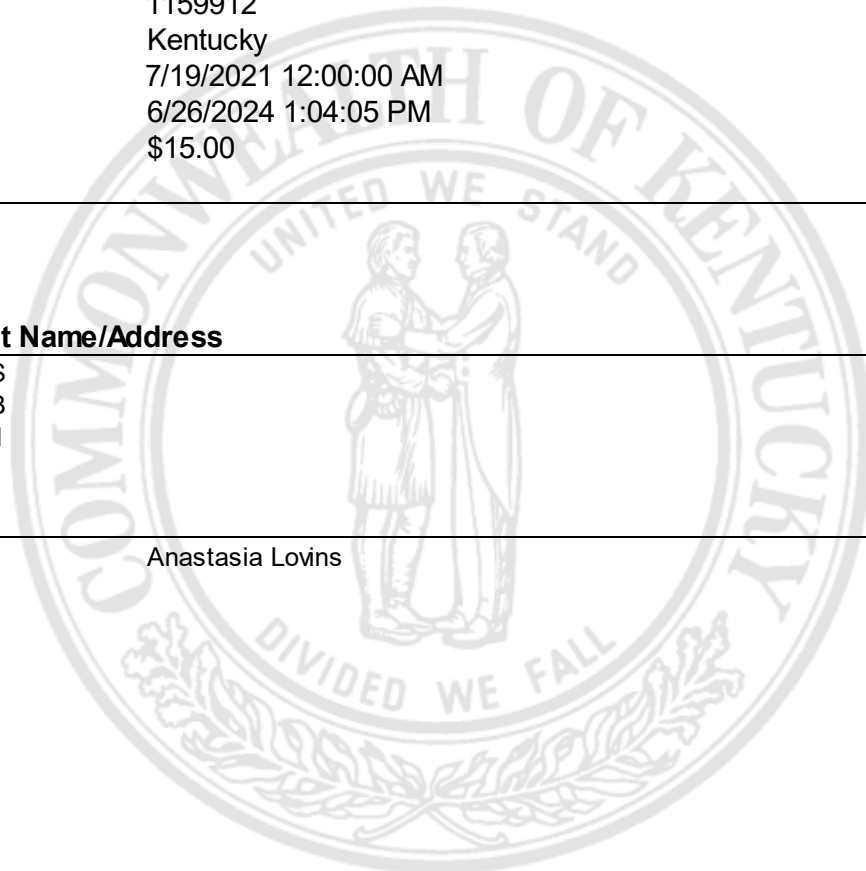 1159912
Kentucky
7/19/2021 12:00:00 AM
6/26/2024 1:04:05 PM
$15.00
COMMONWEALTH OF KENTUCKY
UNITED WE STAND
t Name/Address
S
Anastasia Lovins
DIVIDED WE FALL